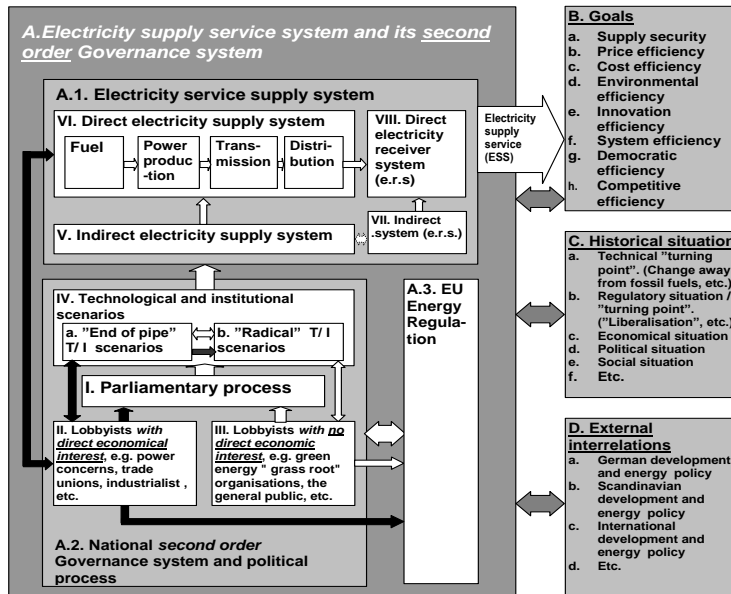 A.Electricity supply service system and its second
order Governance system
A.1. Electricity service supply system
VI. Direct electricity supply system
Fuel
Power
produc
-tion
Trans-
mission
Distri-
bution
VIII. Direct
electricity
receiver
system
(e.r.s)
V. Indirect electricity supply system
VII. Indirect
.system (e.r.s.)
Electricity
supply
service
(ESS)
IV. Technological and institutional
scenarios
a. "End of pipe"
T/ I scenarios
b. "Radical" T/ I
scenarios
I. Parliamentary process
II. Lobbyists with
direct economical
interest, e.g. power
concerns, trade
unions, industrialist ,
etc.
III. Lobbyists with no
direct economic
interest, e.g. green
energy " grass root"
organisations, the
general public, etc.
A.2. National second order
Governance system and political
process
A.3. EU
Energy
Regula-
tion
B. Goals
a. Supply security
b. Price efficiency
c. Cost efficiency
d. Environmental
efficiency
e. Innovation
efficiency
f. System efficiency
g. Democratic
efficiency
h. Competitive
efficiency
C. Historical situation
a. Technical "turning
point". (Change away
from fossil fuels, etc.)
b. Regulatory situation /
"turning point".
("Liberalisation", etc.)
c. Economical situation
d. Political situation
e. Social situation
f. Etc.
D. External
interrelations
a. German development
and energy policy
b. Scandinavian
development and
energy policy
c. International
development and
energy policy
d. Etc.